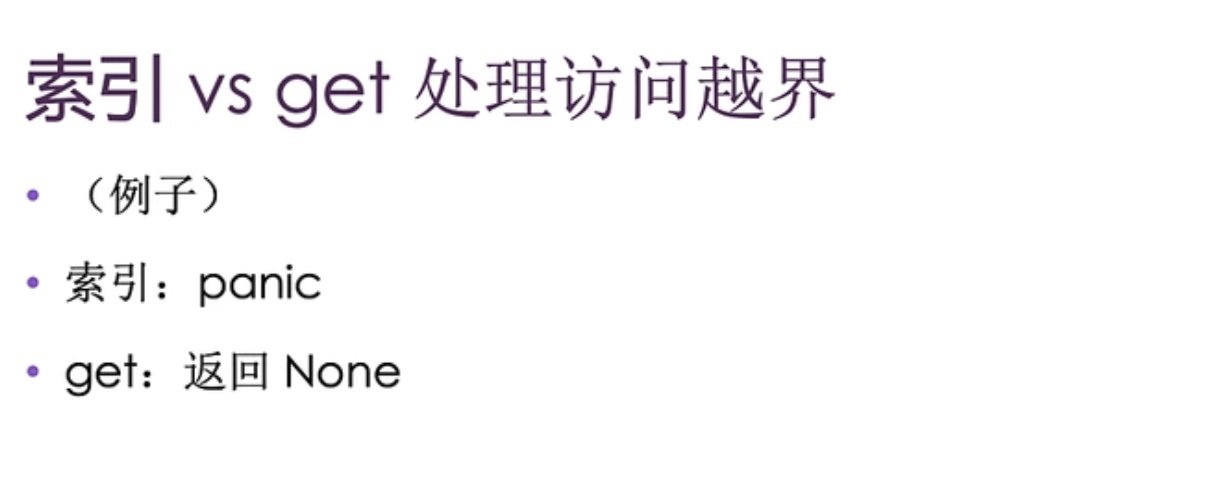 索引 vs get 处理访问越界
• （例子）
• 索引：panic
• get：返回 None